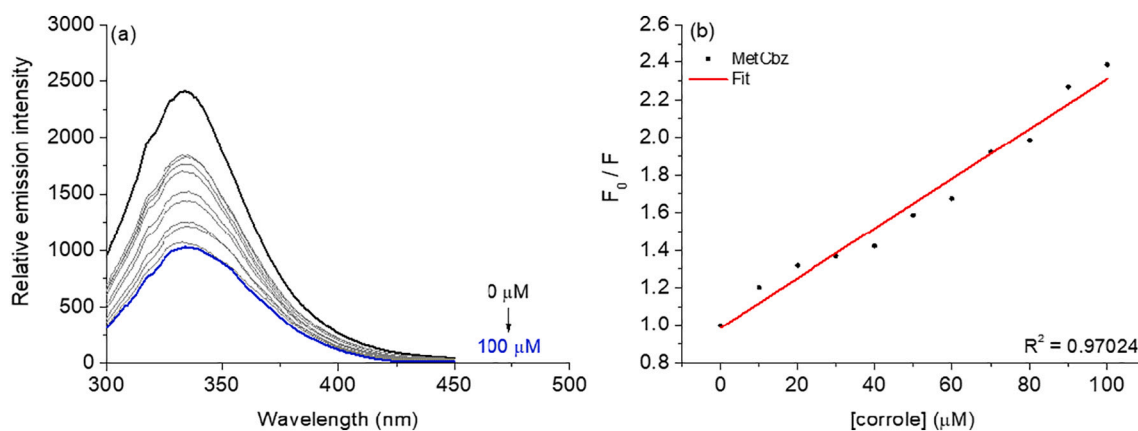 (a)
Relative emission intensity
3000
2500
2000
1500
1000
500
0
300
350
400
450
500
Wavelength (nm)
0 μM
100 μM
(b)
MetCbz
Fit
F₀ / F
2.6
2.4
2.2
2.0
1.8
1.6
1.4
1.2
1.0
0.8
0
20
40
60
80
100
[corrole] (μM)
R² = 0.97024